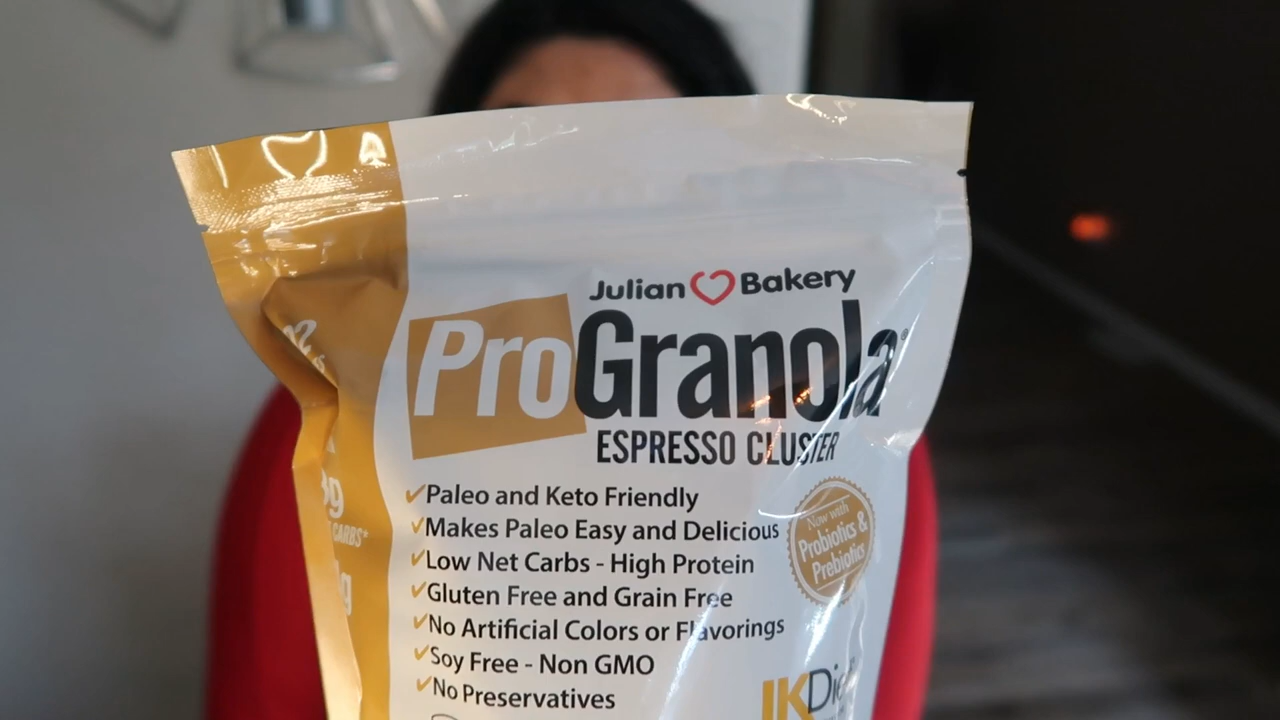 Julian Bakery
ProGranola®
ESPRESSO CLUSTER
✓Paleo and Keto Friendly
✓Makes Paleo Easy and Delicious
✓Low Net Carbs - High Protein
✓Gluten Free and Grain Free
✓No Artificial Colors or Flavorings
✓Soy Free - Non GMO
✓No Preservatives
Now with
Probiotics &
Prebiotics
CARBS*